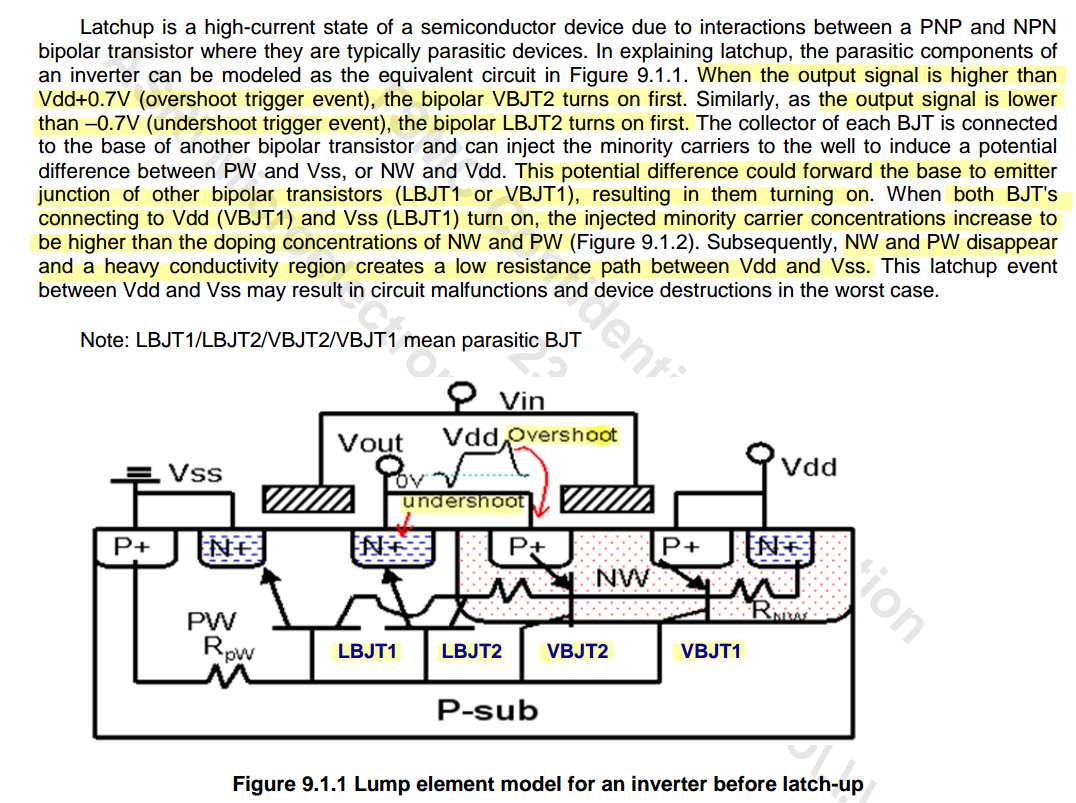 Latchup is a high-current state of a semiconductor device due to interactions between a PNP and NPN
bipolar transistor where they are typically parasitic devices. In explaining latchup, the parasitic components of
an inverter can be modeled as the equivalent circuit in Figure 9.1.1. When the output signal is higher than
Vdd+0.7V (overshoot trigger event), the bipolar VBJT2 turns on first. Similarly, as the output signal is lower
than –0.7V (undershoot trigger event), the bipolar LBJT2 turns on first. The collector of each BJT is connected
to the base of another bipolar transistor and can inject the minority carriers to the well to induce a potential
difference between PW and Vss, or NW and Vdd. This potential difference could forward the base to emitter
junction of other bipolar transistors (LBJT1 or VBJT1), resulting in them turning on. When both BJT's
connecting to Vdd (VBJT1) and Vss (LBJT1) turn on, the injected minority carrier concentrations increase to
be higher than the doping concentrations of NW and PW (Figure 9.1.2). Subsequently, NW and PW disappear
and a heavy conductivity region creates a low resistance path between Vdd and Vss. This latchup event
between Vdd and Vss may result in circuit malfunctions and device destructions in the worst case.
Note: LBJT1/LBJT2/VBJT2/VBJT1 mean parasitic BJT
Vin
Vout Vdd Overshoot
Vss 0V Vdd
undershoot
P+ N+ N+ P+ P+ N+
NW
PW RNW
RPW LBJT1 LBJT2 VBJT2 VBJT1
P-sub
Figure 9.1.1 Lump element model for an inverter before latch-up